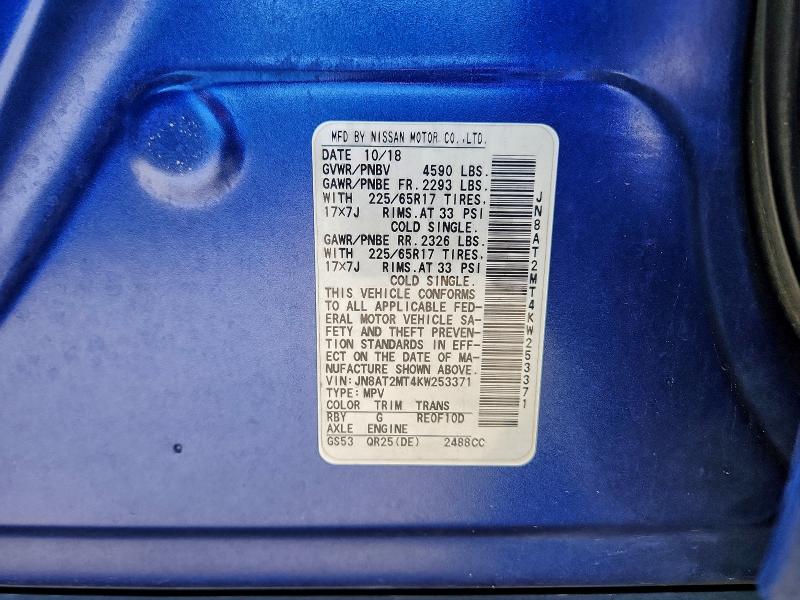 MFD BY NISSAN MOTOR CO.,LTD.
DATE 10/18
GVWR/PNBV 4590 LBS.
GAWR/PNBE FR. 2293 LBS.
WITH 225/65R17 TIRES,
17×7J RIMS.AT 33 PSI
COLD SINGLE.
GAWR/PNBE RR. 2326 LBS.
WITH 225/65R17 TIRES,
17×7J RIMS.AT 33 PSI
COLD SINGLE.
THIS VEHICLE CONFORMS
TO ALL APPLICABLE FED-
ERAL MOTOR VEHICLE SA-
FETY AND THEFT PREVEN-
TION STANDARDS IN EFF-
ECT ON THE DATE OF MA-
NUFACTURE SHOWN ABOVE.
VIN: JN8AT2MT4KW253371
TYPE: MPV
COLOR TRIM TRANS
RBY G RE0F10D
AXLE ENGINE
GS53 QR25(DE) 2488CC
JN8AT2MT4KW253371